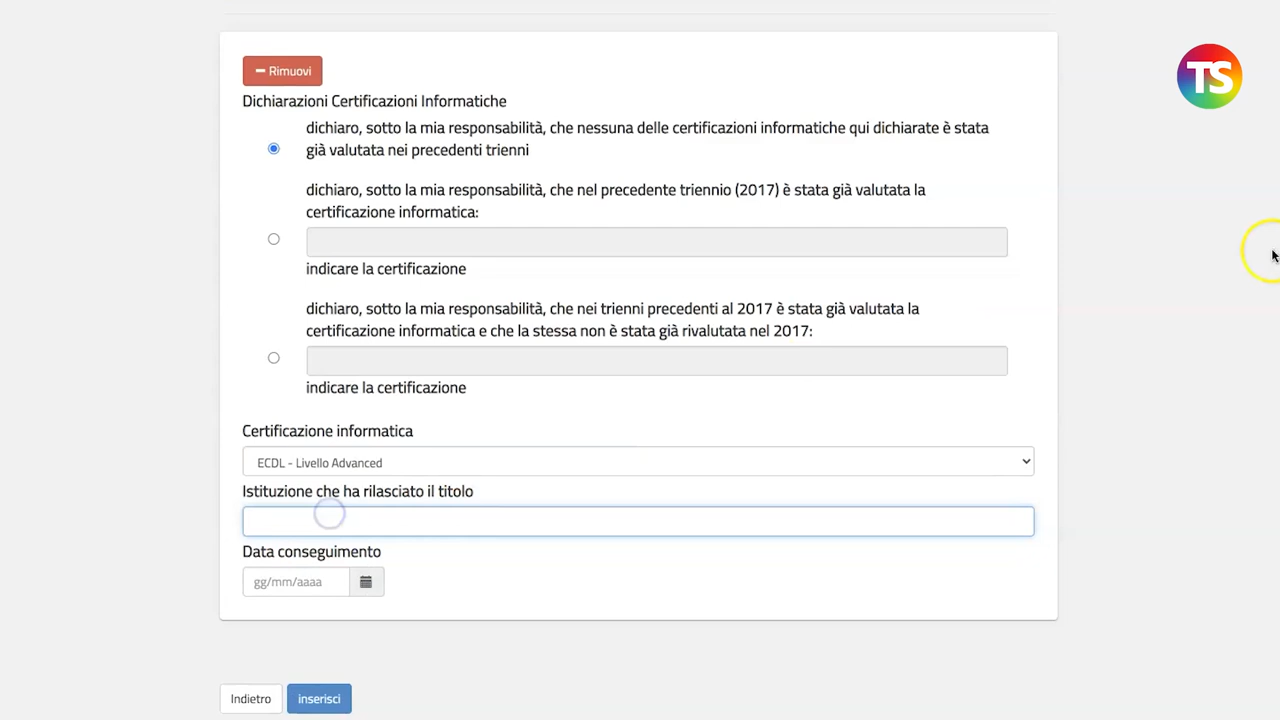 TS
Rimuovi
Dichiarazioni Certificazioni Informatiche
dichiaro, sotto la mia responsabilità, che nessuna delle certificazioni informatiche qui dichiarate è stata
già valutata nei precedenti trienni
dichiaro, sotto la mia responsabilità, che nel precedente triennio (2017) è stata già valutata la
certificazione informatica:
indicare la certificazione
dichiaro, sotto la mia responsabilità, che nei trienni precedenti al 2017 è stata già valutata la
certificazione informatica e che la stessa non è stata già rivalutata nel 2017:
indicare la certificazione
Certificazione informatica
ECDL - Livello Advanced
Istituzione che ha rilasciato il titolo
Data conseguimento
gg/mm/aaaa
Indietro
inserisci